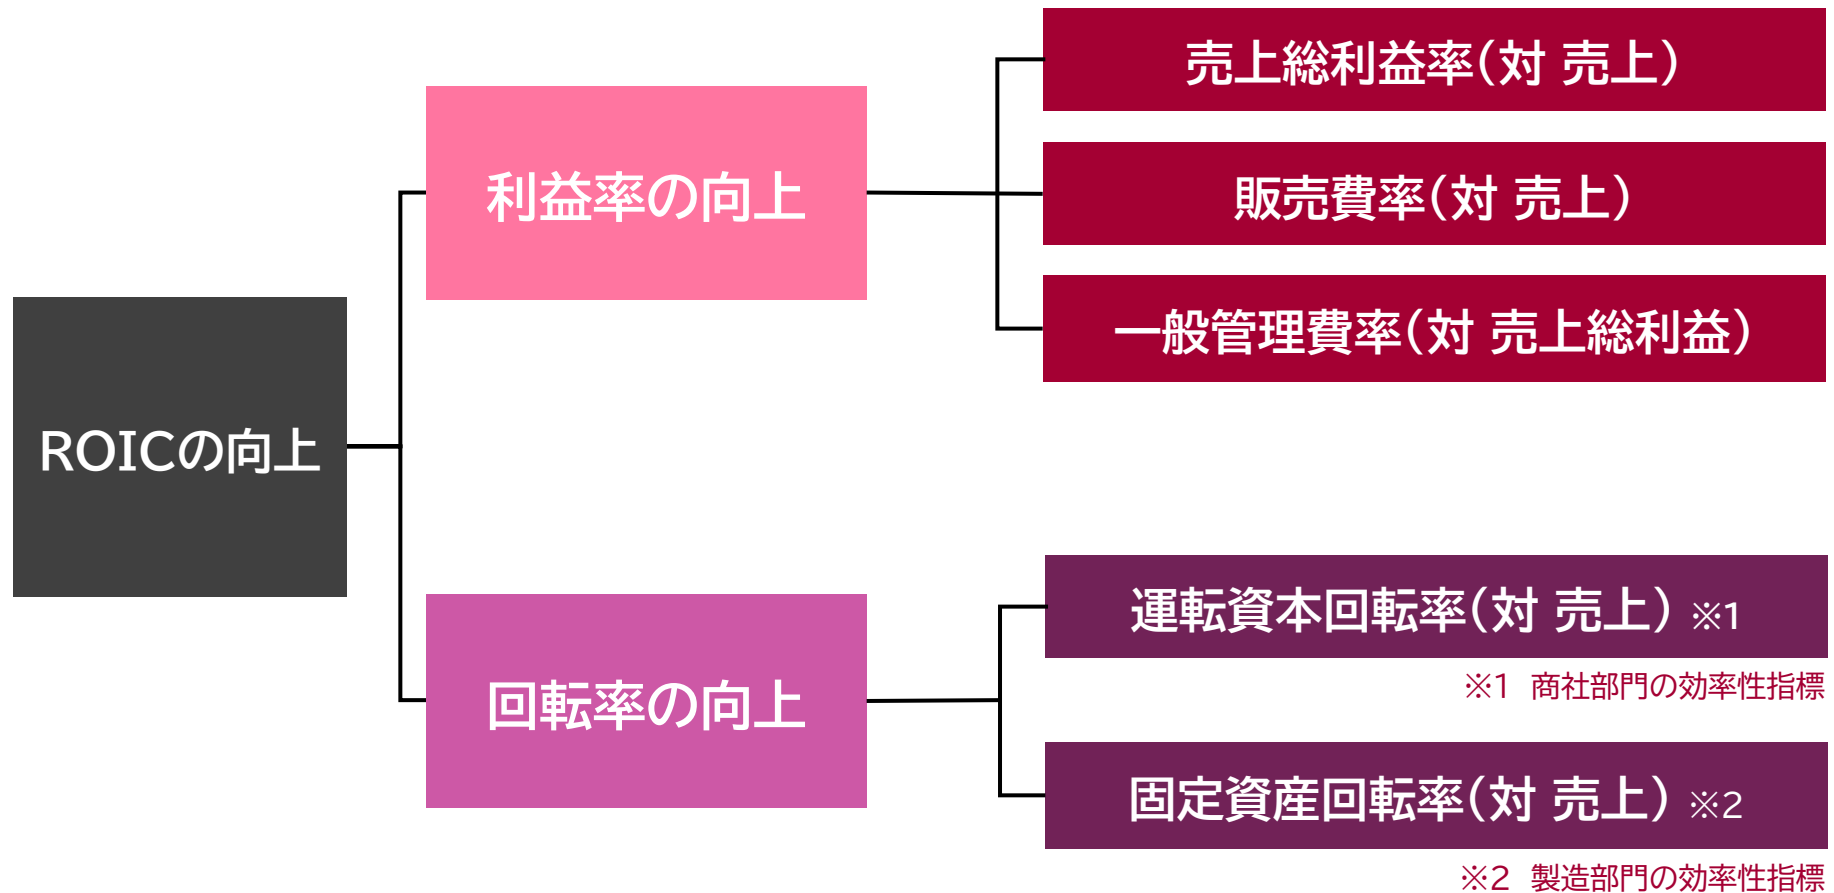 ROICの向上
利益率の向上
売上総利益率(対 売上)
販売費率(対 売上)
一般管理費率(対 売上総利益)
回転率の向上
運転資本回転率(対 売上) ※1
※1 商社部門の効率性指標
固定資産回転率(対 売上) ※2
※2 製造部門の効率性指標